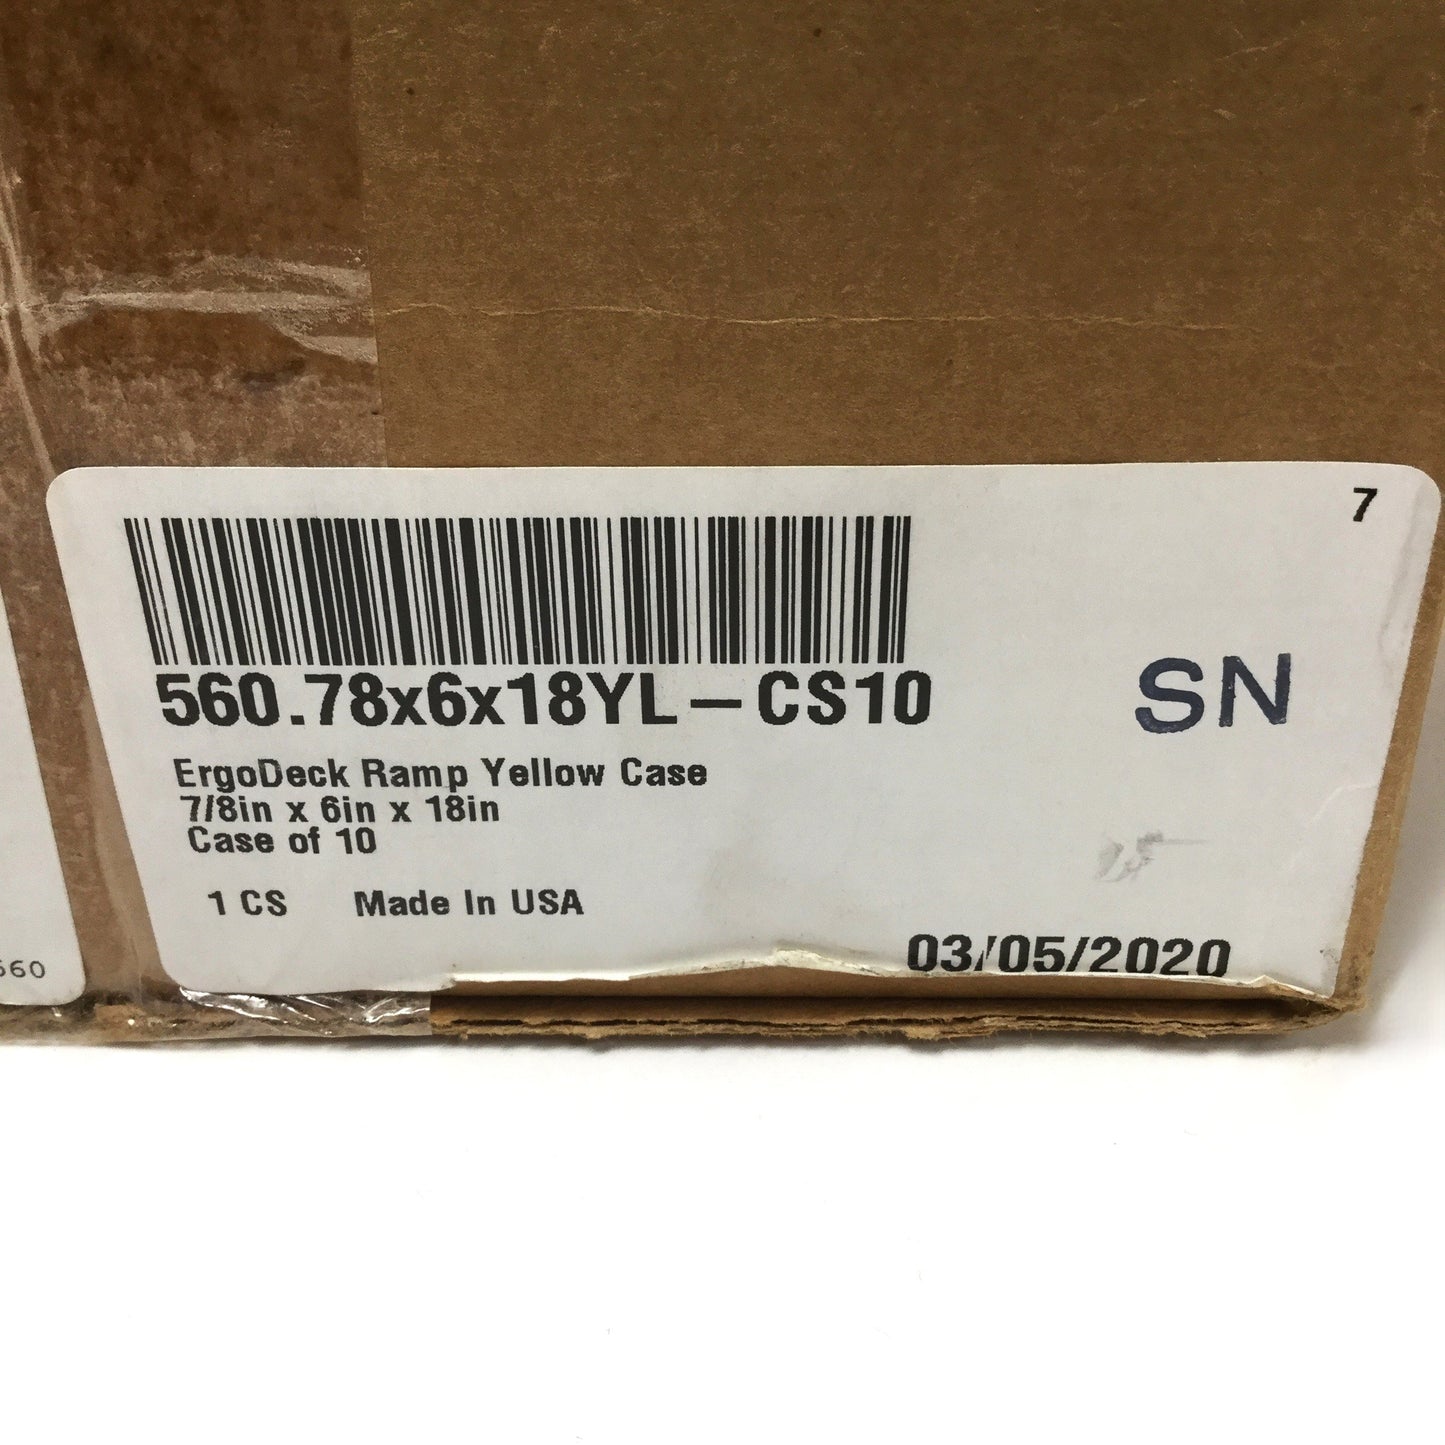 7
560.78x6x18YL-CS10
SN
ErgoDeck Ramp Yellow Case
7/8in x 6in x 18in
Case of 10
1 CS Made In USA
03/05/2020